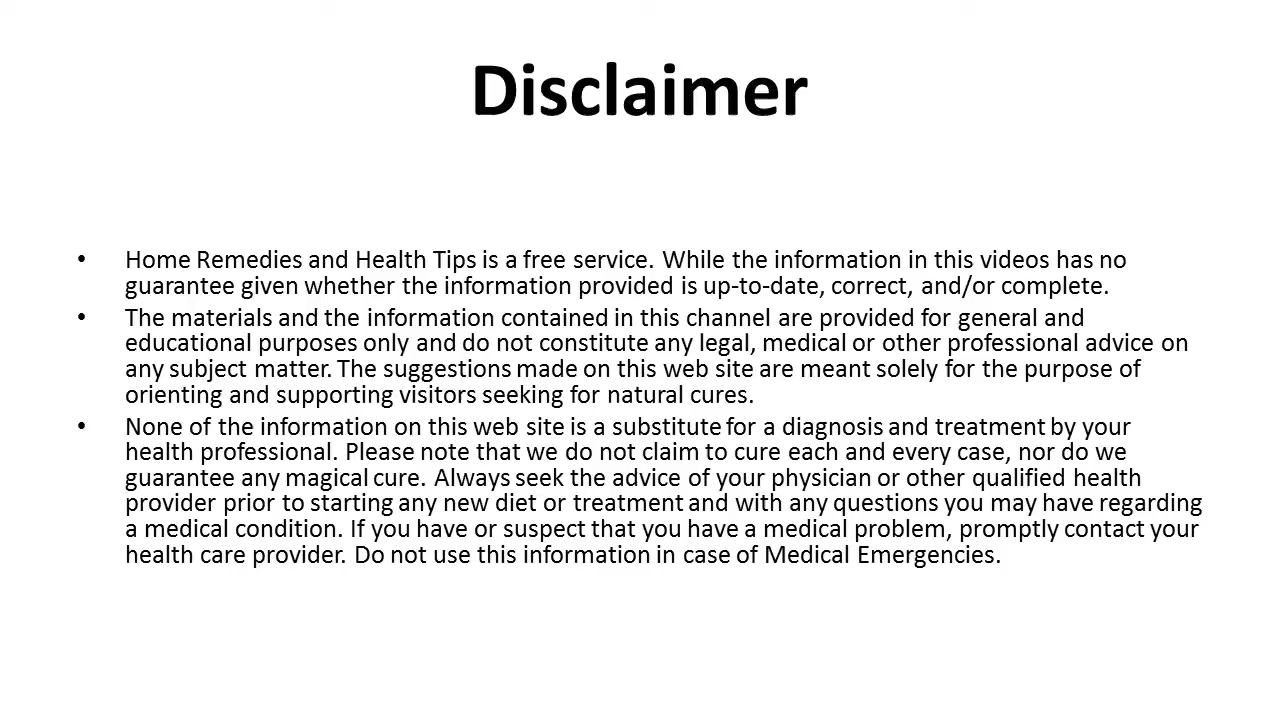 Disclaimer
• Home Remedies and Health Tips is a free service. While the information in this videos has no
guarantee given whether the information provided is up-to-date, correct, and/or complete.
• The materials and the information contained in this channel are provided for general and
educational purposes only and do not constitute any legal, medical or other professional advice on
any subject matter. The suggestions made on this web site are meant solely for the purpose of
orienting and supporting visitors seeking for natural cures.
• None of the information on this web site is a substitute for a diagnosis and treatment by your
health professional. Please note that we do not claim to cure each and every case, nor do we
guarantee any magical cure. Always seek the advice of your physician or other qualified health
provider prior to starting any new diet or treatment and with any questions you may have regarding
a medical condition. If you have or suspect that you have a medical problem, promptly contact your
health care provider. Do not use this information in case of Medical Emergencies.